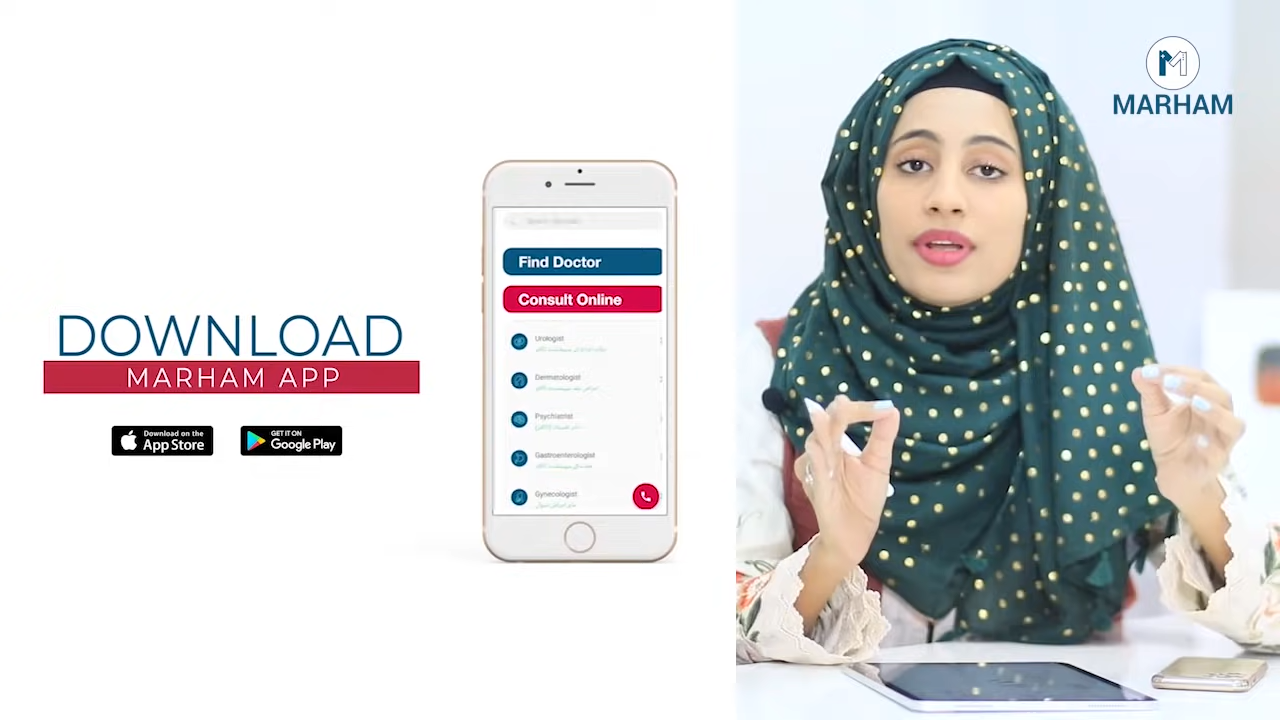 MARHAM
DOWNLOAD
MARHAM APP
Download on the
App Store
GET IT ON
Google Play
Find Doctor
Consult Online
Urologist
Dermatologist
Psychiatrist
Gastroenterologist
Gynecologist